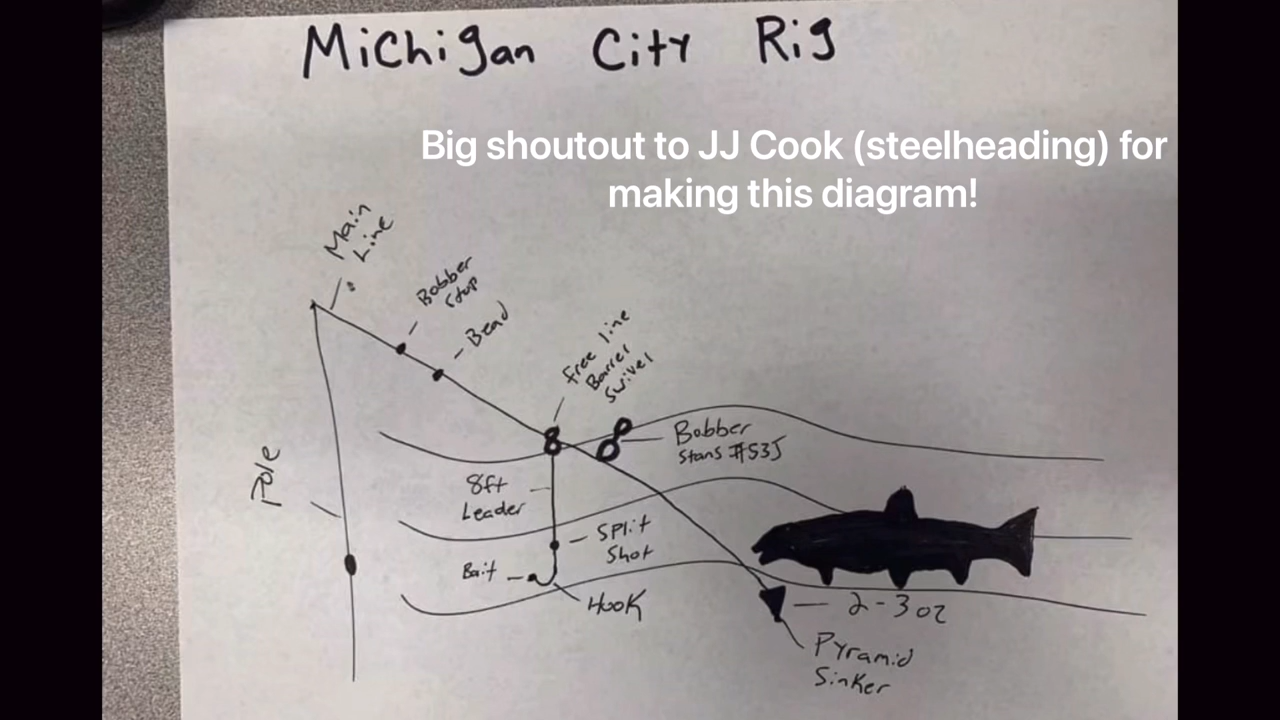 Michigan City Rig
Big shoutout to JJ Cook (steelheading) for
making this diagram!
Main
Line
Bobber
Stop
Bead
free line
Barrel
Swivel
Bobber
Stans #53J
Pole
8ft
Leader
Split
Shot
Bait
Hook
2-3oz
Pyramid
Sinker